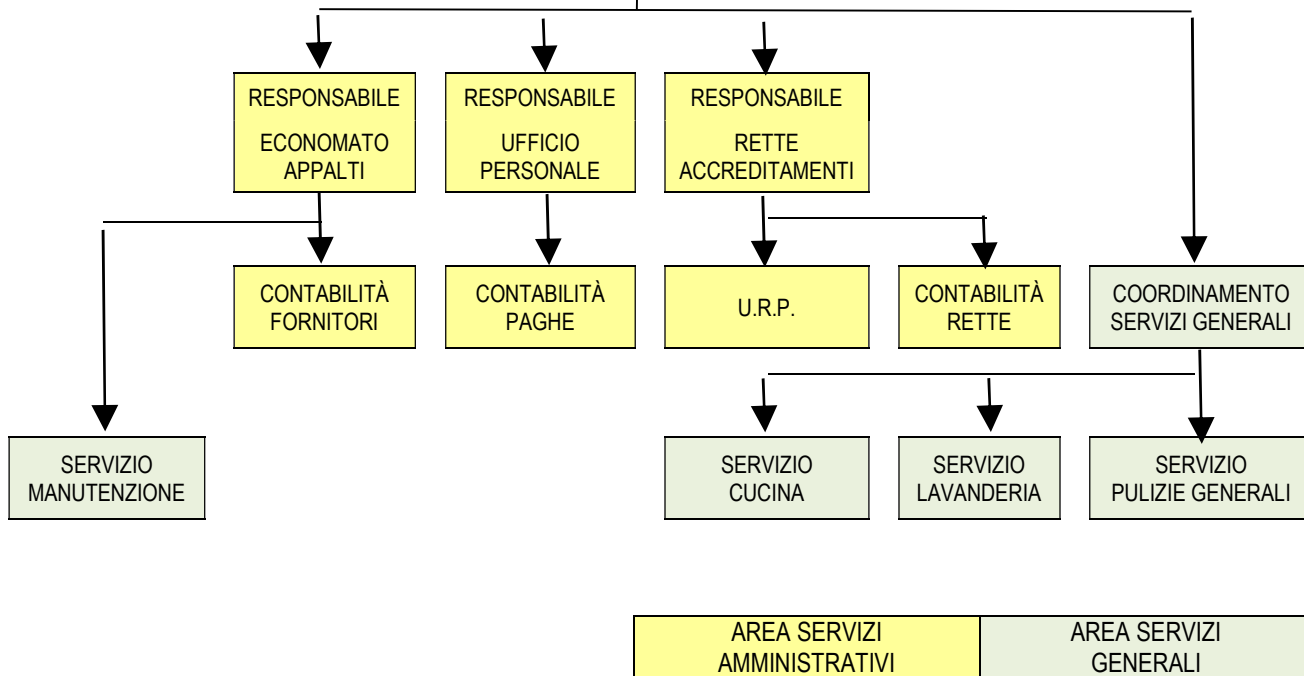 RESPONSABILE
ECONOMATO
APPALTI
RESPONSABILE
UFFICIO
PERSONALE
RESPONSABILE
RETTE
ACCREDITAMENTI
CONTABILITÀ
FORNITORI
CONTABILITÀ
PAGHE
U.R.P.
CONTABILITÀ
RETTE
COORDINAMENTO
SERVIZI GENERALI
SERVIZIO
MANUTENZIONE
SERVIZIO
CUCINA
SERVIZIO
LAVANDERIA
SERVIZIO
PULIZIE GENERALI
AREA SERVIZI
AMMINISTRATIVI
AREA SERVIZI
GENERALI